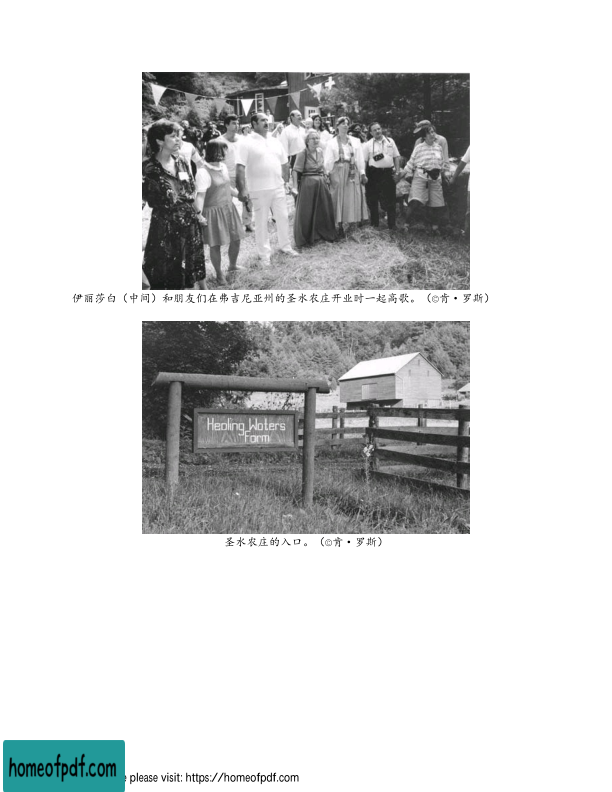 伊丽莎白（中间）和朋友们在弗吉尼亚州的圣水农庄开业时一起高歌。（©肯·罗斯）
Healing Waters
Farm
圣水农庄的入口。（©肯·罗斯）
homeofpdf.com
e please visit: https://homeofpdf.com